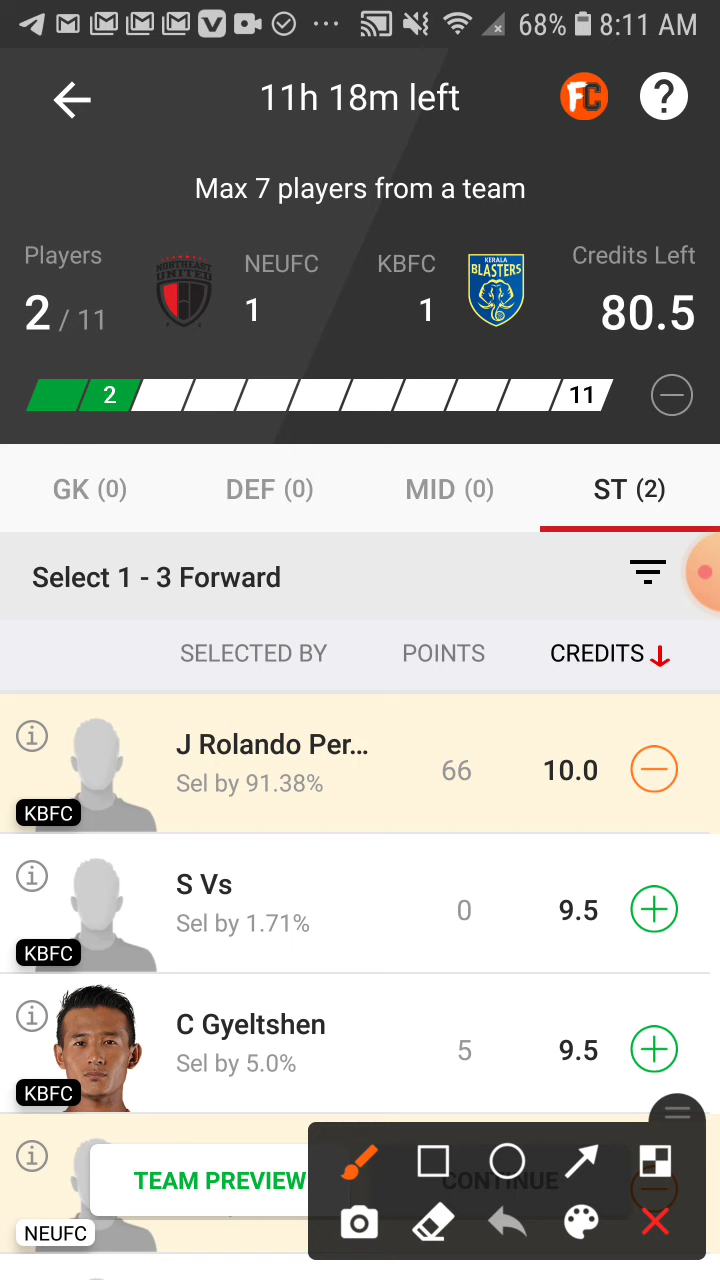 68% 8:11 AM
11h 18m left
FC
?
Max 7 players from a team
Players
NORTHEAST
UNITED
NEUFC
KBFC
KERALA
BLASTERS
Credits Left
2 / 11
1
1
80.5
2
11
GK (0)
DEF (0)
MID (0)
ST (2)
Select 1 - 3 Forward
SELECTED BY
POINTS
CREDITS
J Rolando Per...
Sel by 91.38%
66
10.0
KBFC
S Vs
Sel by 1.71%
0
9.5
KBFC
C Gyeltshen
Sel by 5.0%
5
9.5
KBFC
TEAM PREVIEW
CONTINUE
NEUFC